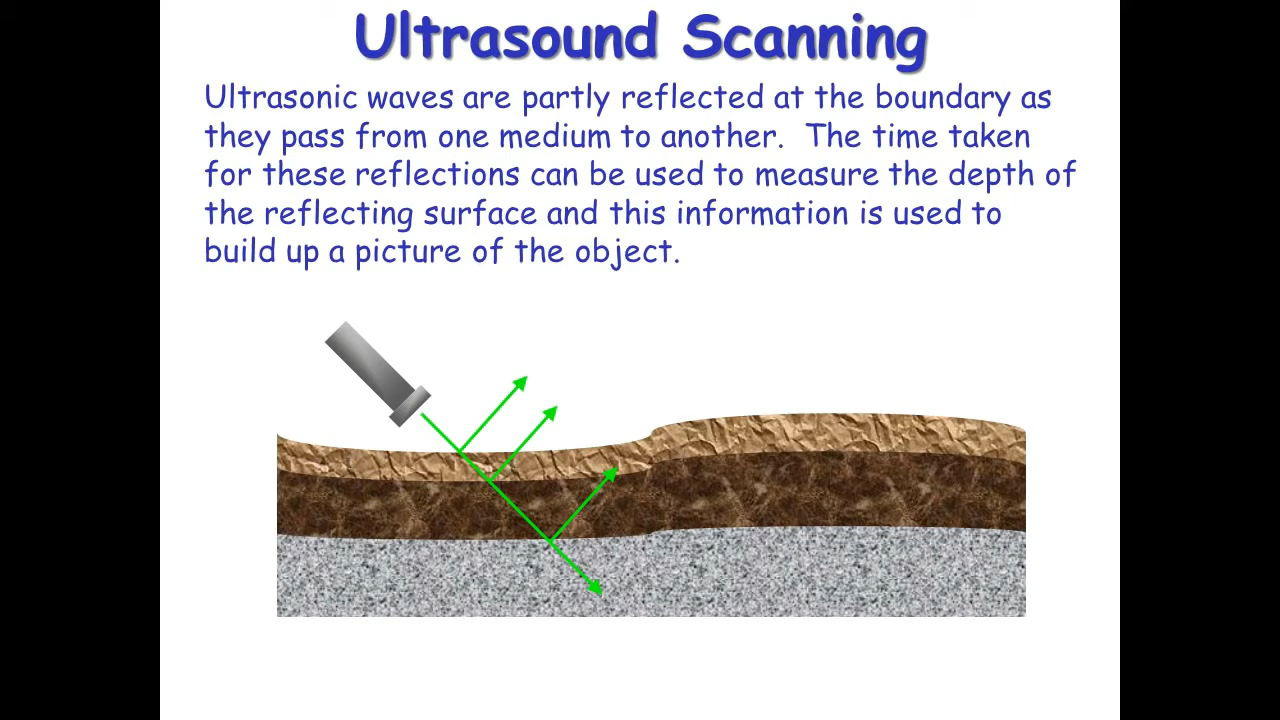 Ultrasound Scanning
Ultrasonic waves are partly reflected at the boundary as
they pass from one medium to another.  The time taken
for these reflections can be used to measure the depth of
the reflecting surface and this information is used to
build up a picture of the object.